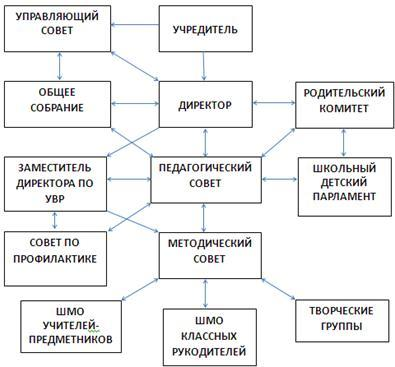 УПРАВЛЯЮЩИЙ
СОВЕТ
УЧРЕДИТЕЛЬ
ОБЩЕЕ
СОБРАНИЕ
ДИРЕКТОР
РОДИТЕЛЬСКИЙ
КОМИТЕТ
ЗАМЕСТИТЕЛЬ
ДИРЕКТОРА ПО
УВР
ПЕДАГОГИЧЕСКИЙ
СОВЕТ
ШКОЛЬНЫЙ
ДЕТСКИЙ
ПАРЛАМЕНТ
СОВЕТ ПО
ПРОФИЛАКТИКЕ
МЕТОДИЧЕСКИЙ
СОВЕТ
ШМО
УЧИТЕЛЕЙ-
ПРЕДМЕТНИКОВ
ШМО
КЛАССНЫХ
РУКОДИТЕЛЕЙ
ТВОРЧЕСКИЕ
ГРУППЫ